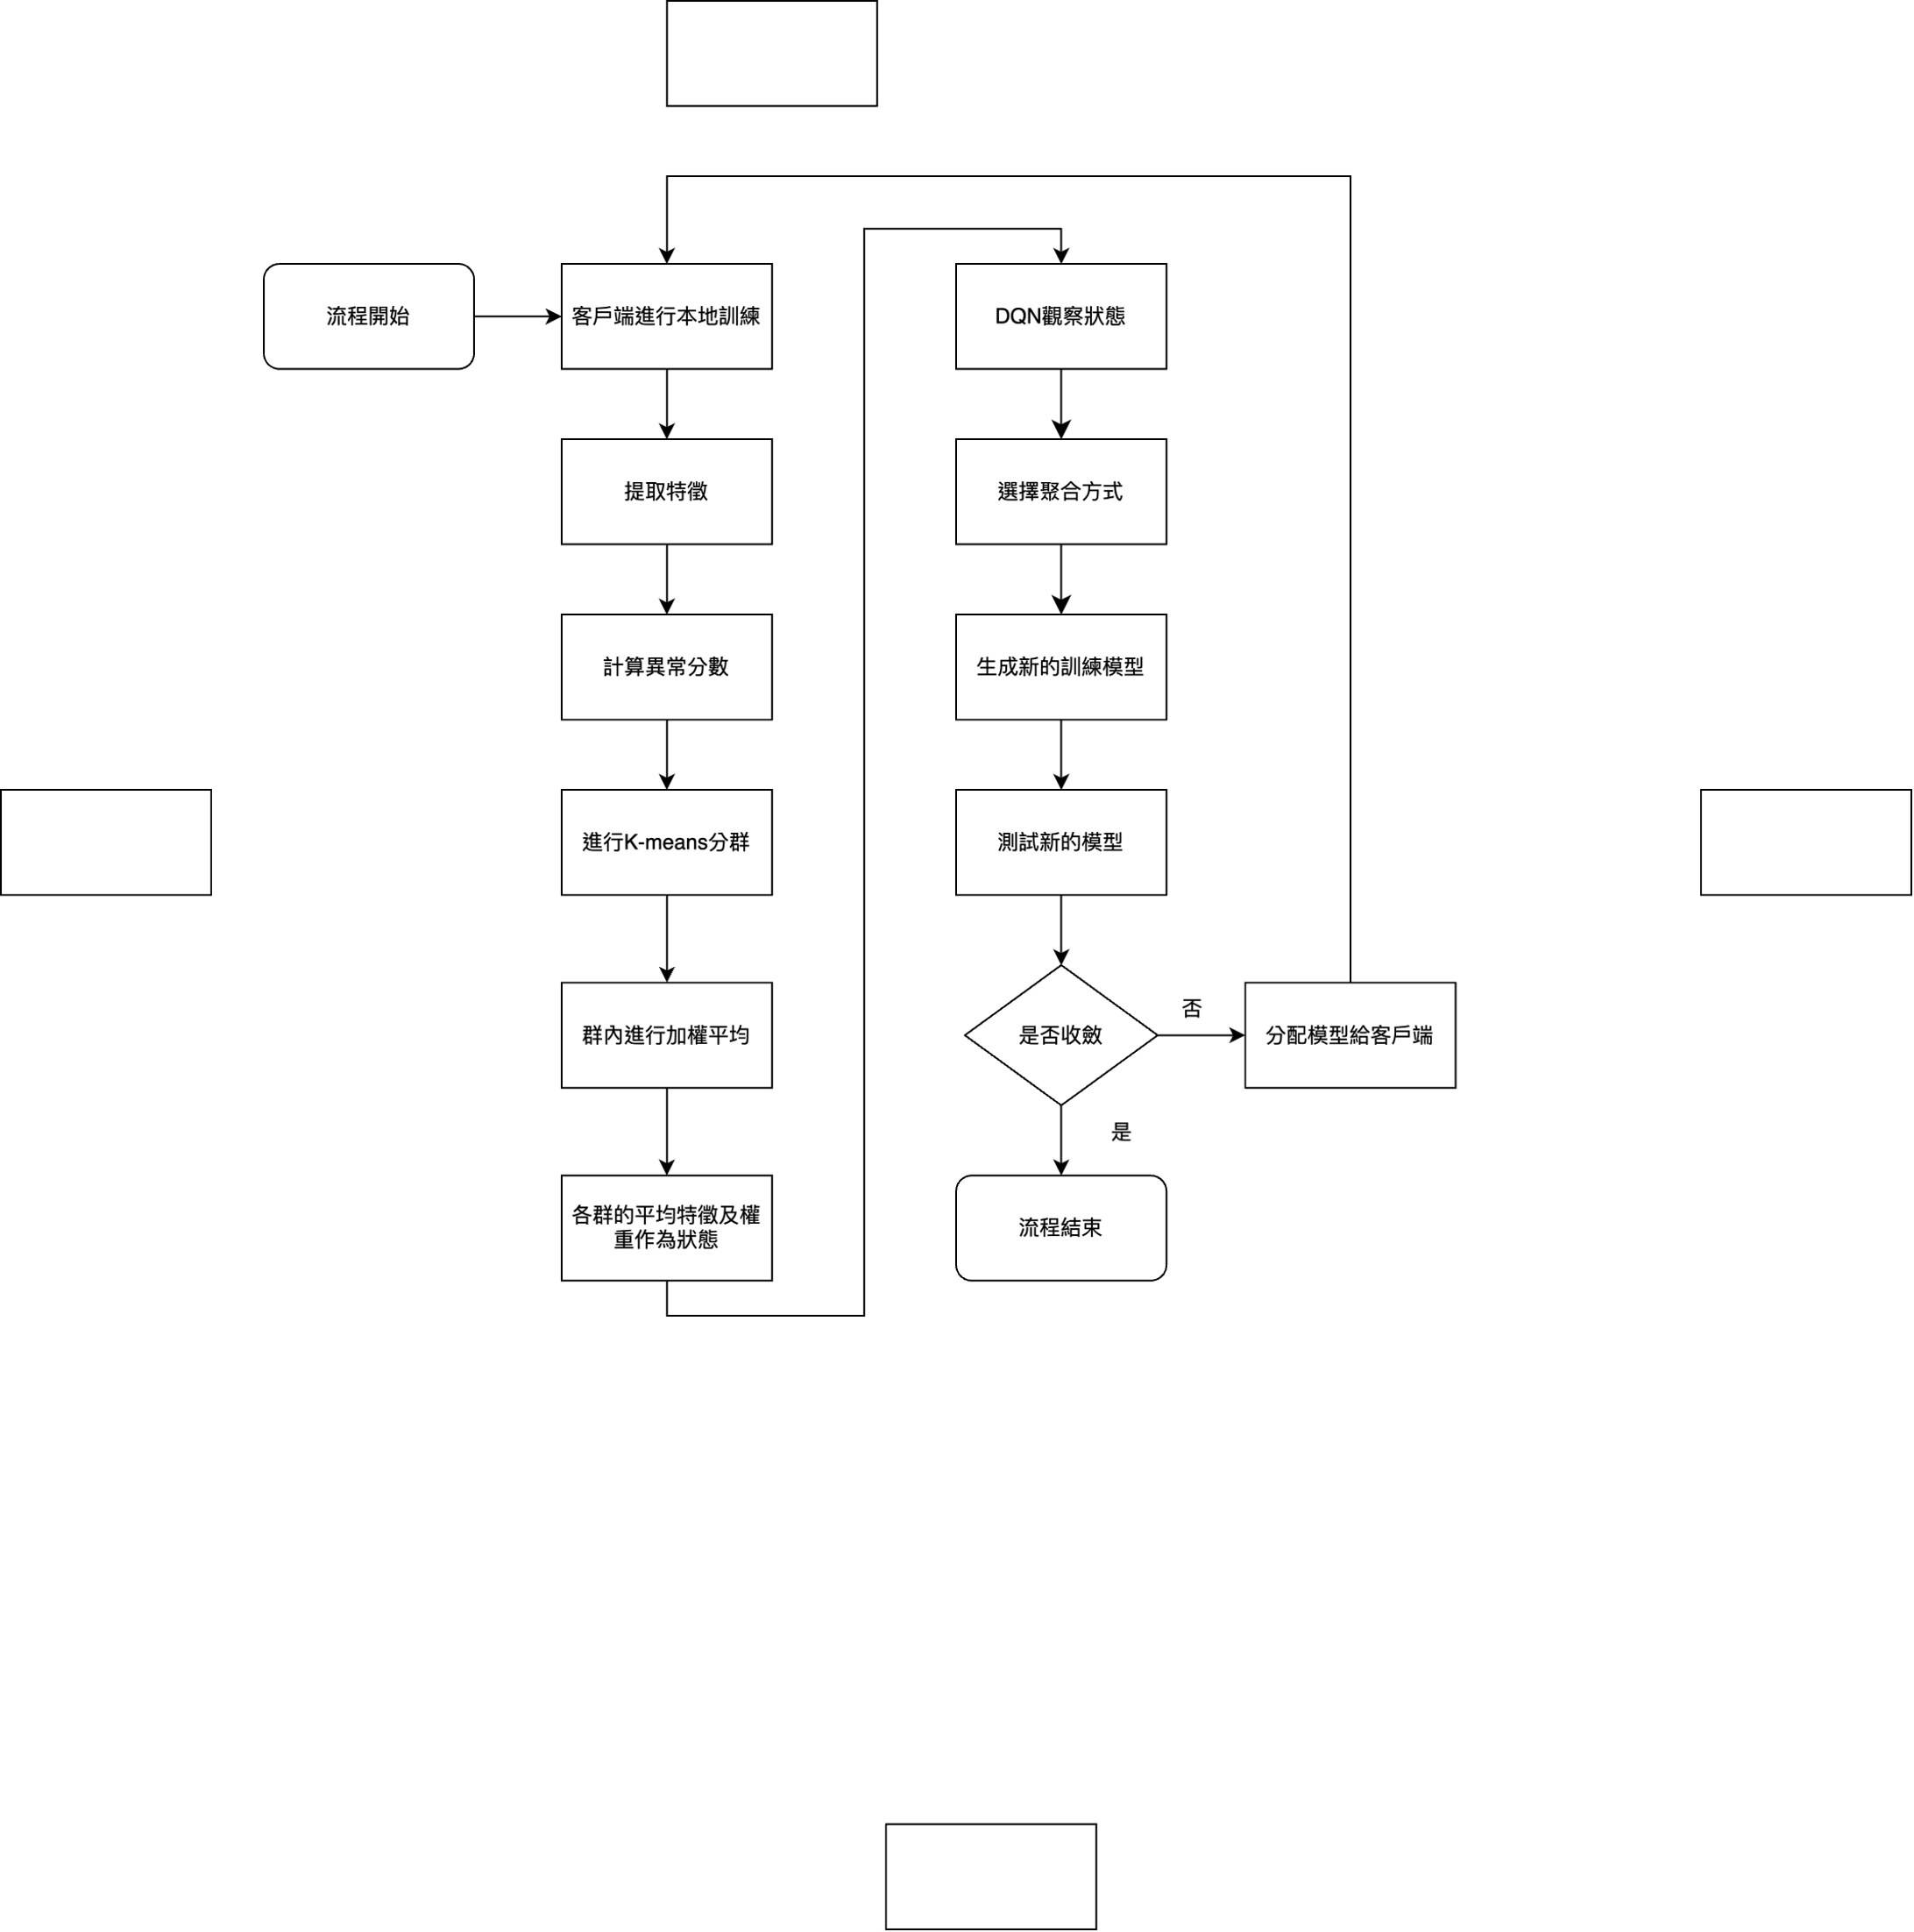 流程開始
客戶端進行本地訓練
提取特徵
計算異常分數
進行K-means分群
群內進行加權平均
各群的平均特徵及權
重作為狀態
DQN觀察狀態
選擇聚合方式
生成新的訓練模型
測試新的模型
是否收斂
否
分配模型給客戶端
是
流程結束